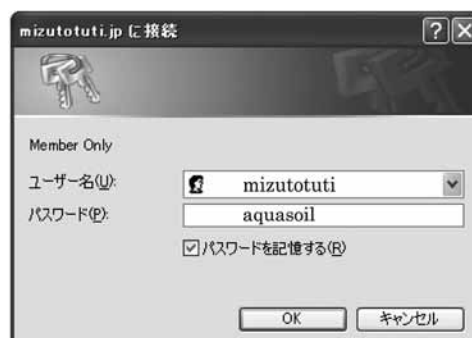 mizutotuti.jp に接続
Member Only
ユーザー名(U): mizutotuti
パスワード(P): aquasoil
パスワードを記憶する(R)
OK キャンセル